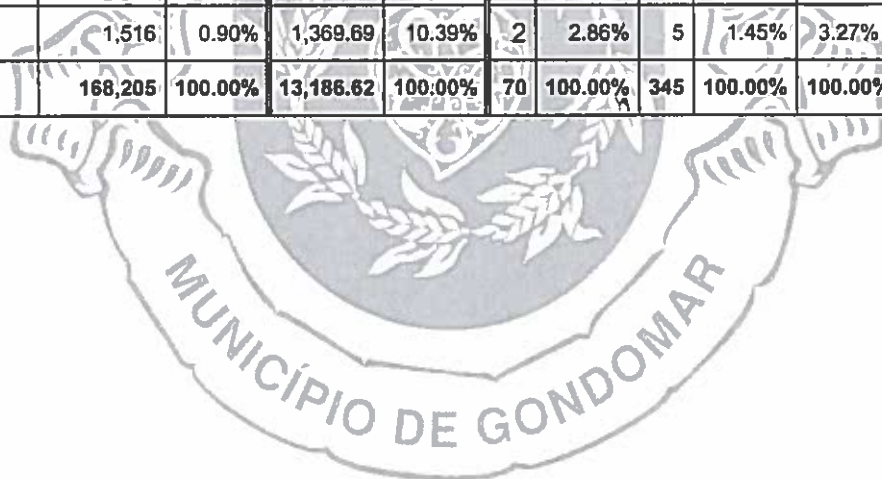 1,516 0.90% 1,369.69 10.39% 2 2.86% 5 1.45% 3.27%
168,205 100.00% 13,186.62 100.00% 70 100.00% 345 100.00% 100.00%
MUNICÍPIO DE GONDOMAR